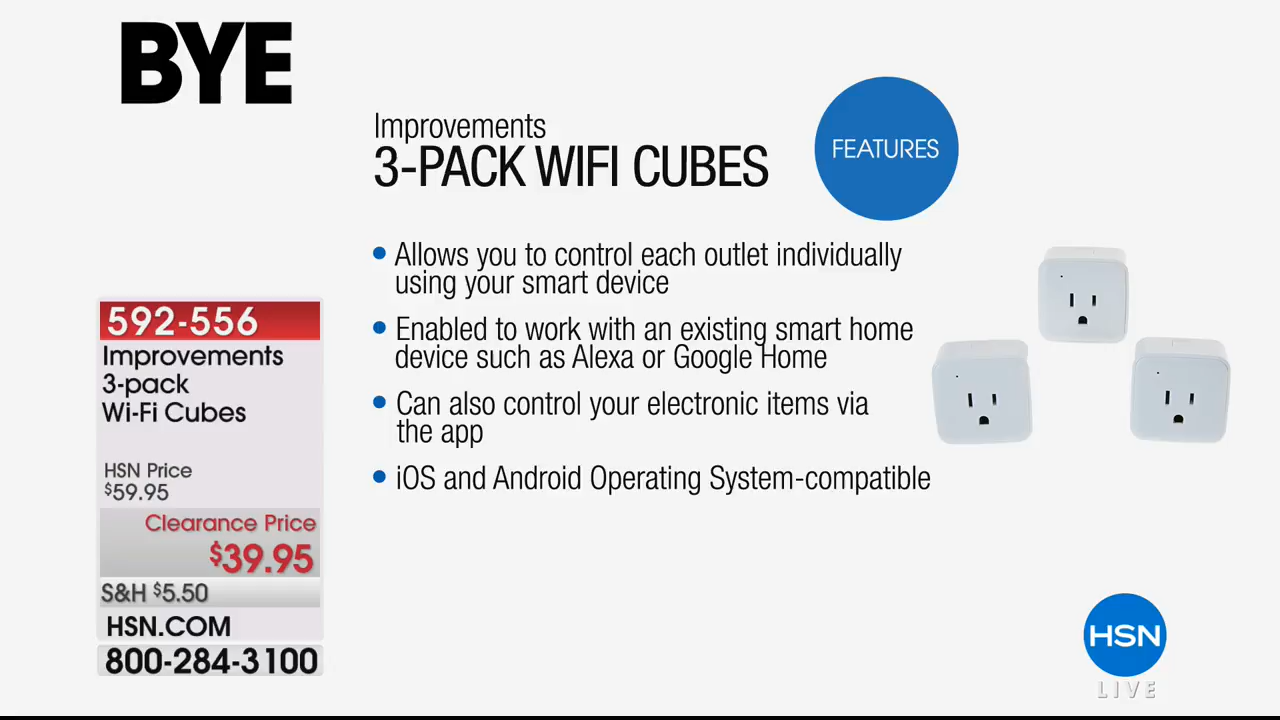 BYE
Improvements
3-PACK WIFI CUBES
FEATURES
• Allows you to control each outlet individually
using your smart device
• Enabled to work with an existing smart home
device such as Alexa or Google Home
• Can also control your electronic items via
the app
• iOS and Android Operating System-compatible
592-556
Improvements
3-pack
Wi-Fi Cubes
HSN Price
$59.95
Clearance Price
$39.95
S&H $5.50
HSN.COM
800-284-3100
HSN
LIVE